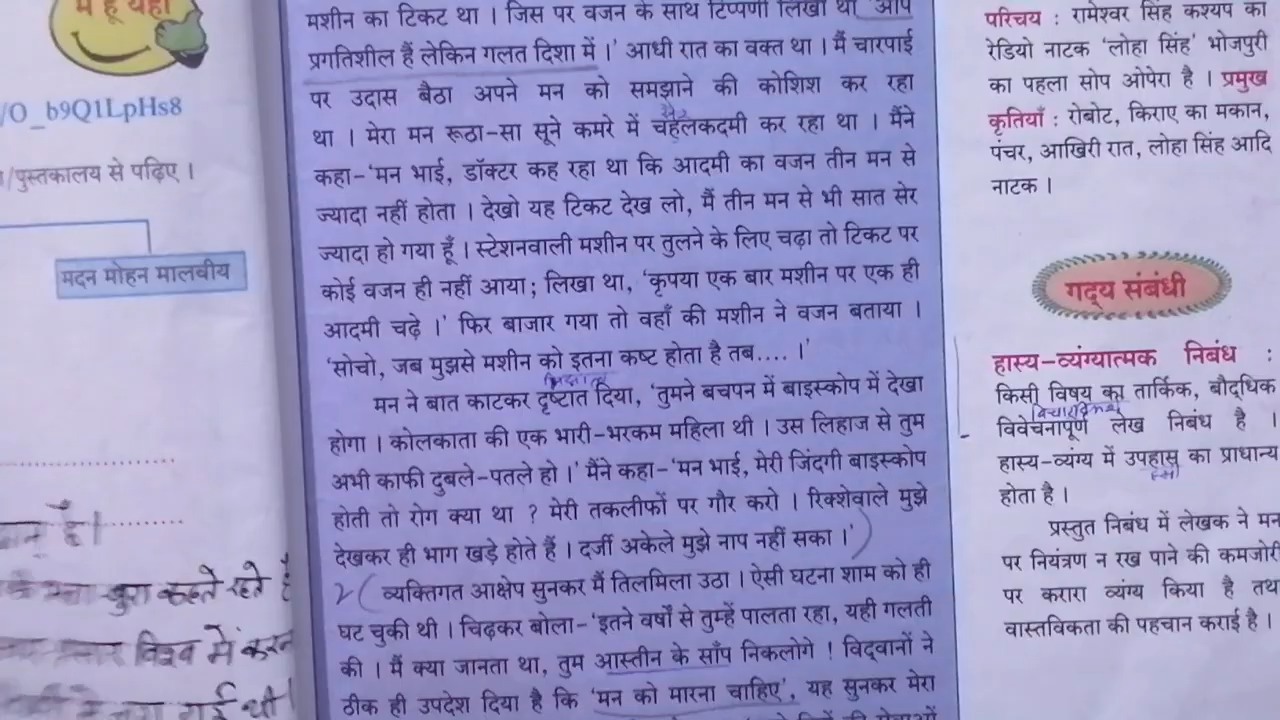 मैं हूँ यहाँ
/O_b9Q1LpHs8
/पुस्तकालय से पढ़िए ।
मदन मोहन मालवीय
है ।
बुरा कहते रहते है
विश्व में करन
थी
मशीन का टिकट था । जिस पर वजन के साथ टिप्पणी लिखी थी 'आप
प्रगतिशील हैं लेकिन गलत दिशा में ।' आधी रात का वक्त था । मैं चारपाई
पर उदास बैठा अपने मन को समझाने की कोशिश कर रहा
था । मेरा मन रूठा-सा सूने कमरे में चहलकदमी कर रहा था । मैंने
कहा-'मन भाई, डॉक्टर कह रहा था कि आदमी का वजन तीन मन से
ज्यादा नहीं होता । देखो यह टिकट देख लो, मैं तीन मन से भी सात सेर
ज्यादा हो गया हूँ । स्टेशनवाली मशीन पर तुलने के लिए चढ़ा तो टिकट पर
कोई वजन ही नहीं आया; लिखा था, 'कृपया एक बार मशीन पर एक ही
आदमी चढ़े ।' फिर बाजार गया तो वहाँ की मशीन ने वजन बताया ।
'सोचो, जब मुझसे मशीन को इतना कष्ट होता है तब.... ।'
मन ने बात काटकर दृष्टांत दिया, 'तुमने बचपन में बाइस्कोप में देखा
होगा । कोलकाता की एक भारी-भरकम महिला थी । उस लिहाज से तुम
अभी काफी दुबले-पतले हो ।' मैंने कहा-'मन भाई, मेरी जिंदगी बाइस्कोप
होती तो रोग क्या था ? मेरी तकलीफों पर गौर करो । रिक्शेवाले मुझे
देखकर ही भाग खड़े होते हैं । दर्जी अकेले मुझे नाप नहीं सका ।'
2 ( व्यक्तिगत आक्षेप सुनकर मैं तिलमिला उठा । ऐसी घटना शाम को ही
घट चुकी थी । चिढ़कर बोला-'इतने वर्षों से तुम्हें पालता रहा, यही गलती
की । मैं क्या जानता था, तुम आस्तीन के साँप निकलोगे ! विद्वानों ने
ठीक ही उपदेश दिया है कि 'मन को मारना चाहिए', यह सुनकर मेरा
परिचय : रामेश्वर सिंह कश्यप का
रेडियो नाटक 'लोहा सिंह' भोजपुरी
का पहला सोप ओपेरा है । प्रमुख
कृतियाँ : रोबोट, किराए का मकान,
पंचर, आखिरी रात, लोहा सिंह आदि
नाटक ।
गद्य संबंधी
हास्य-व्यंग्यात्मक निबंध :
किसी विषय का तार्किक, बौद्धिक
विवेचनापूर्ण लेख निबंध है ।
हास्य-व्यंग्य में उपहास का प्राधान्य
होता है ।
प्रस्तुत निबंध में लेखक ने मन
पर नियंत्रण न रख पाने की कमजोरी
पर करारा व्यंग्य किया है तथ
वास्तविकता की पहचान कराई है ।